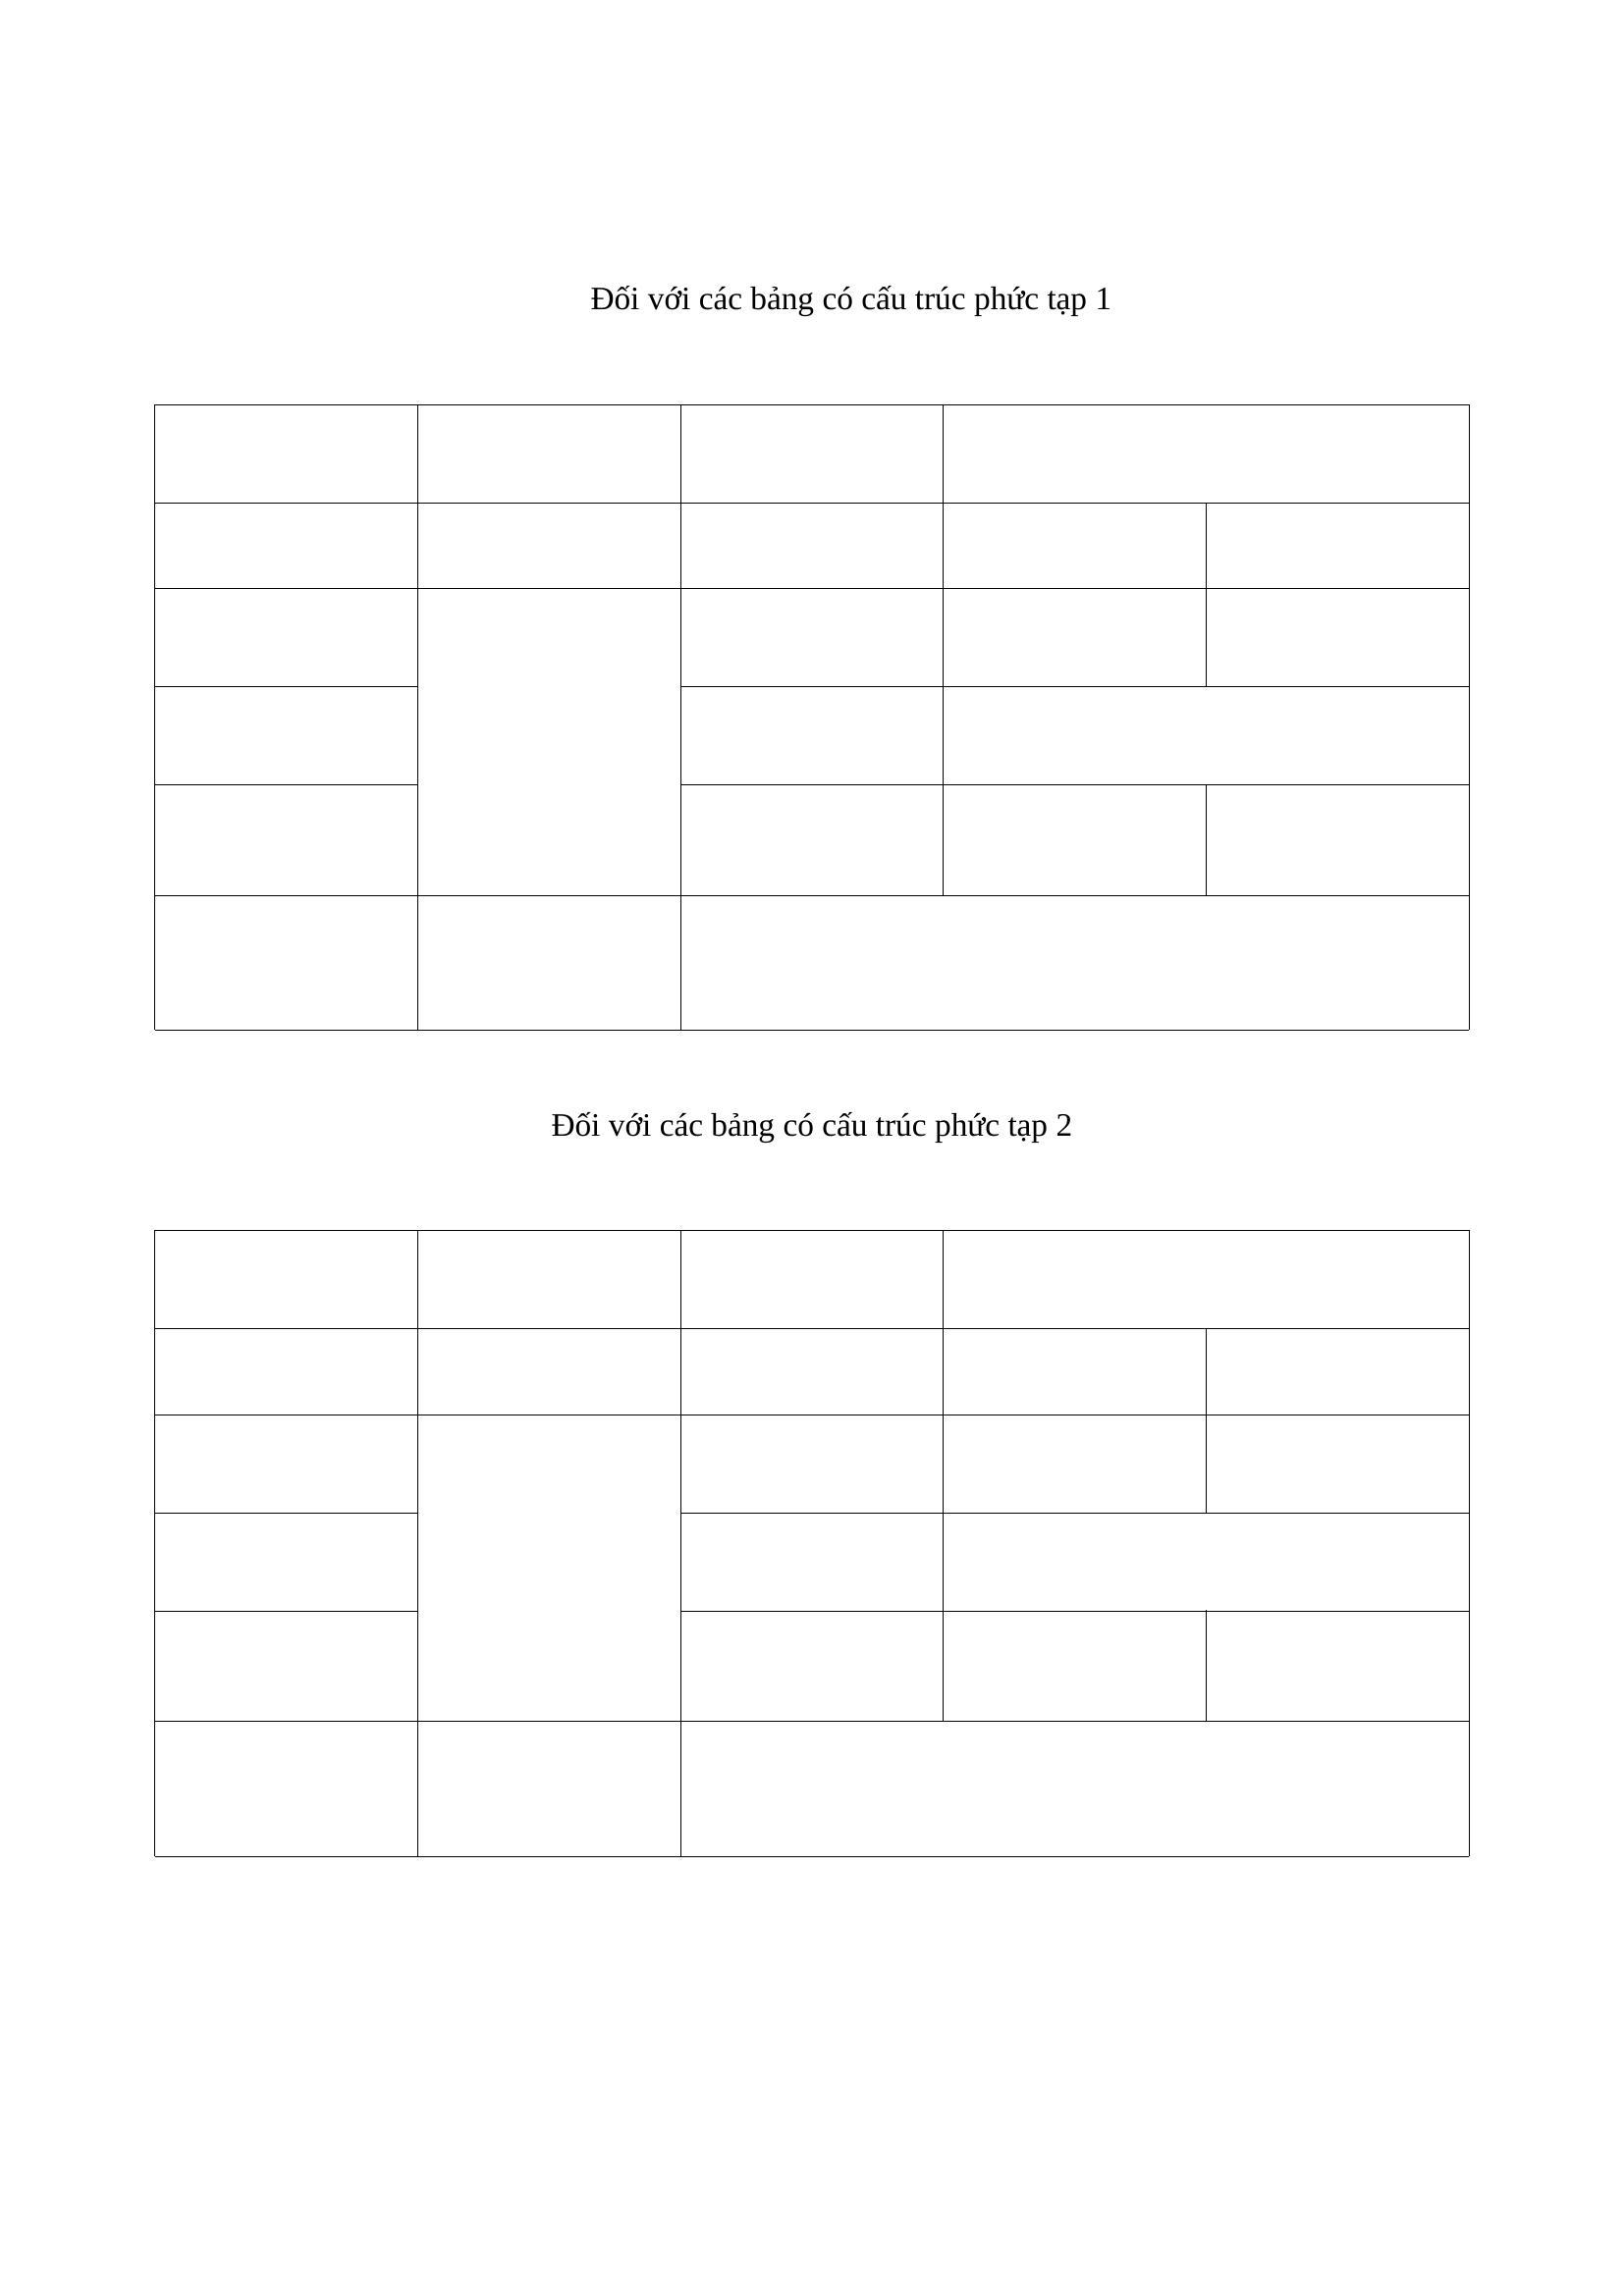 Đối với các bảng có cấu trúc phức tạp 1
Đối với các bảng có cấu trúc phức tạp 2